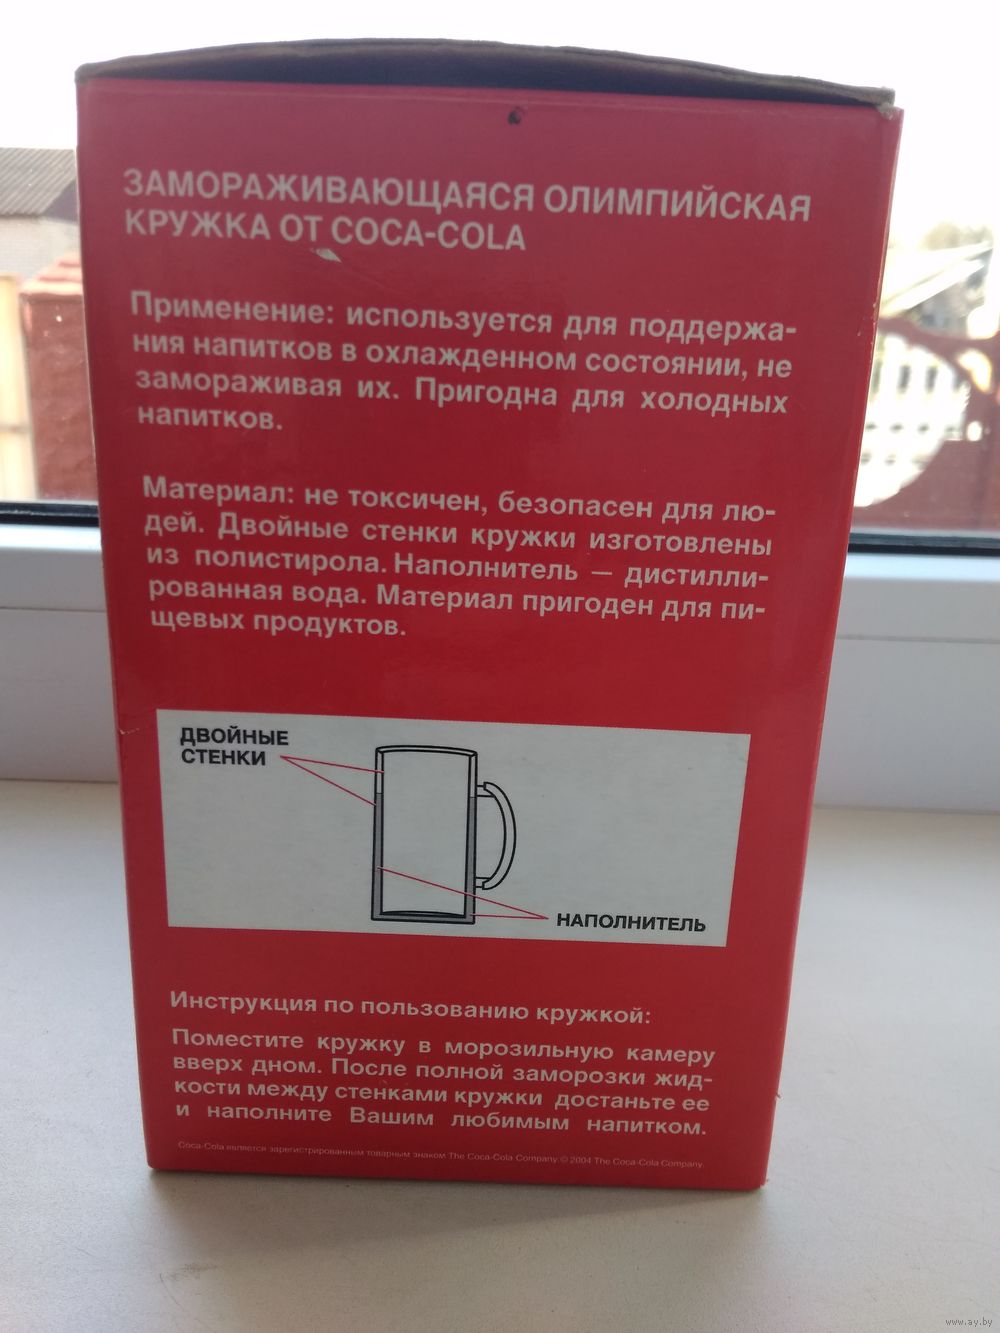 ЗАМОРАЖИВАЮЩАЯСЯ ОЛИМПИЙСКАЯ
КРУЖКА ОТ COCA-COLA
Применение: используется для поддержа-
ния напитков в охлажденном состоянии, не
замораживая их. Пригодна для холодных
напитков.
Материал: не токсичен, безопасен для лю-
дей. Двойные стенки кружки изготовлены
из полистирола. Наполнитель — дистилли-
рованная вода. Материал пригоден для пи-
щевых продуктов.
ДВОЙНЫЕ
СТЕНКИ
НАПОЛНИТЕЛЬ
Инструкция по пользованию кружкой:
Поместите кружку в морозильную камеру
вверх дном. После полной заморозки жид-
кости между стенками кружки достаньте ее
и наполните Вашим любимым напитком.
Coca-Cola является зарегистрированным товарным знаком The Coca-Cola Company. © 2004 The Coca-Cola Company.
www.ay.by